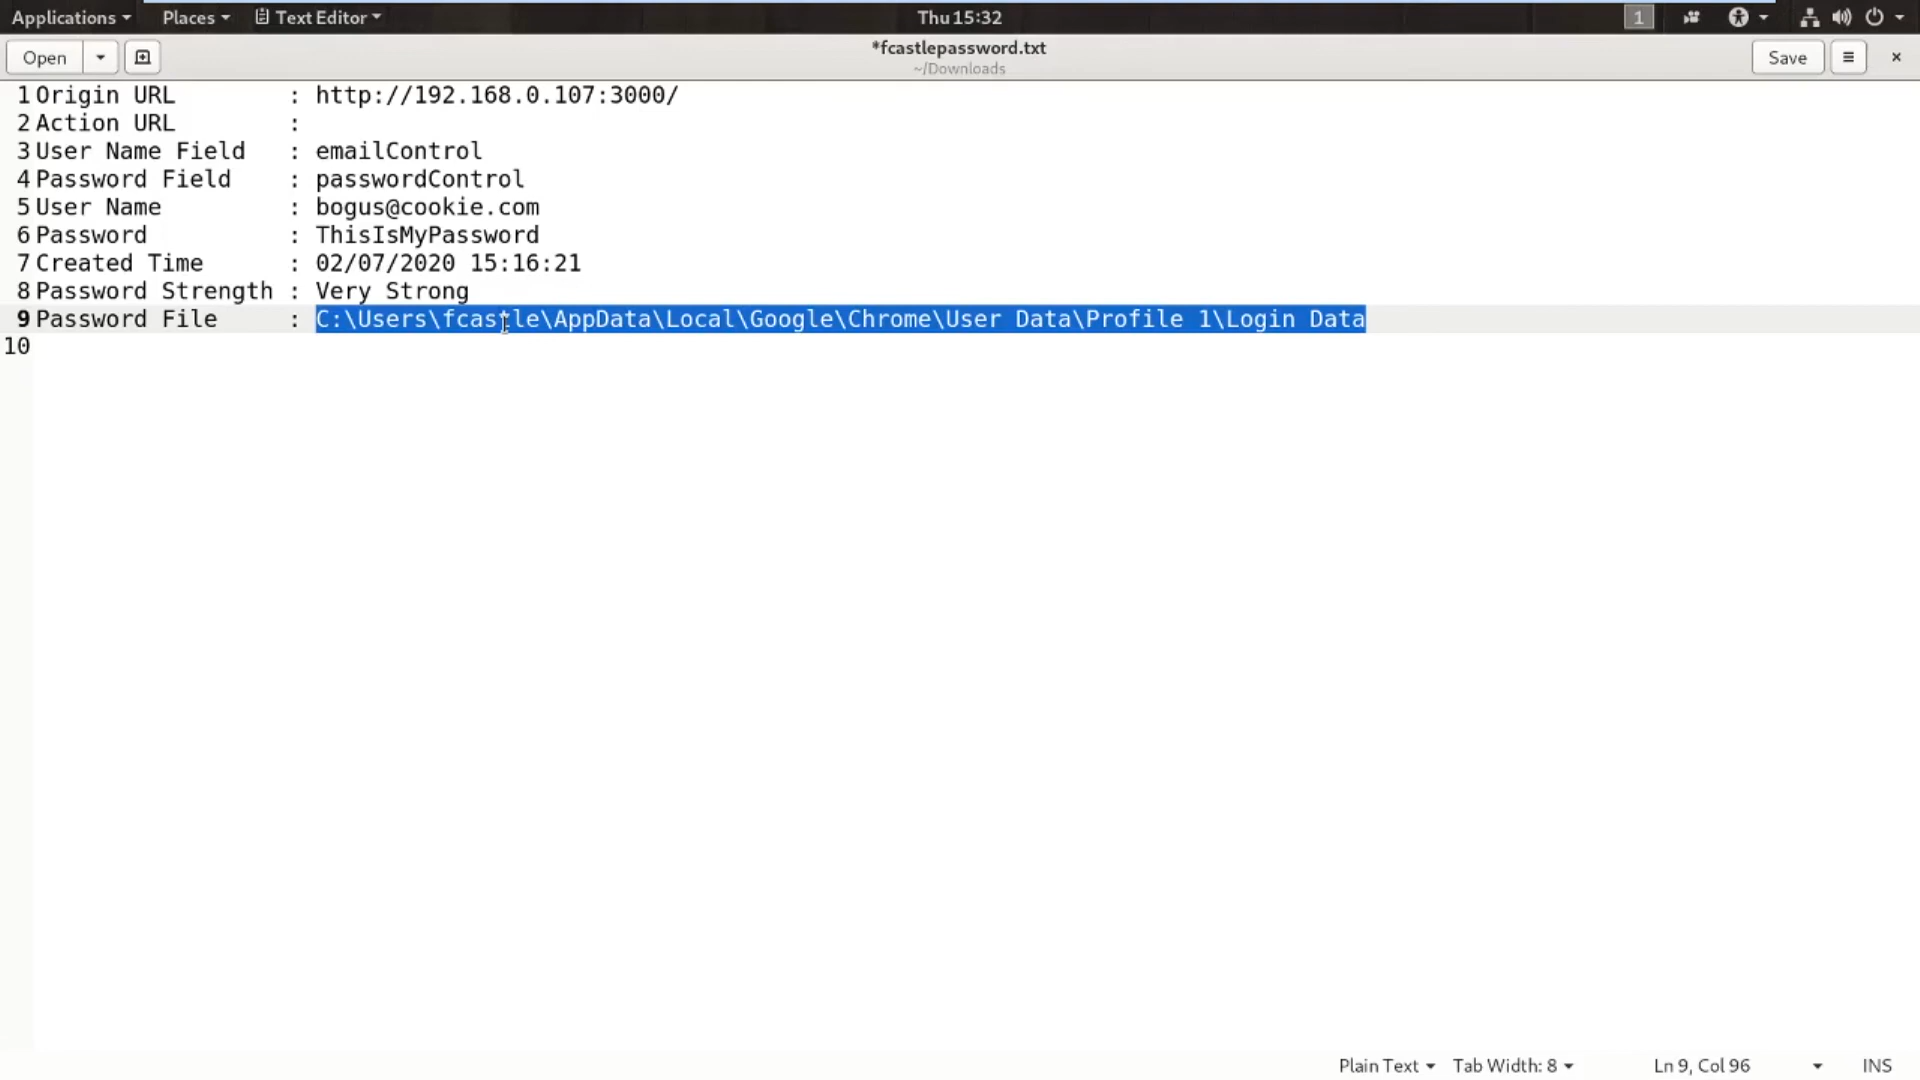 Applications Places Text Editor Thu 15:32 1
Open *fcastlepassword.txt Save
~/Downloads
1 Origin URL : http://192.168.0.107:3000/
2 Action URL :
3 User Name Field : emailControl
4 Password Field : passwordControl
5 User Name : bogus@cookie.com
6 Password : ThisIsMyPassword
7 Created Time : 02/07/2020 15:16:21
8 Password Strength : Very Strong
9 Password File : C:\Users\fcastle\AppData\Local\Google\Chrome\User Data\Profile 1\Login Data
10
Plain Text Tab Width: 8 Ln 9, Col 96 INS